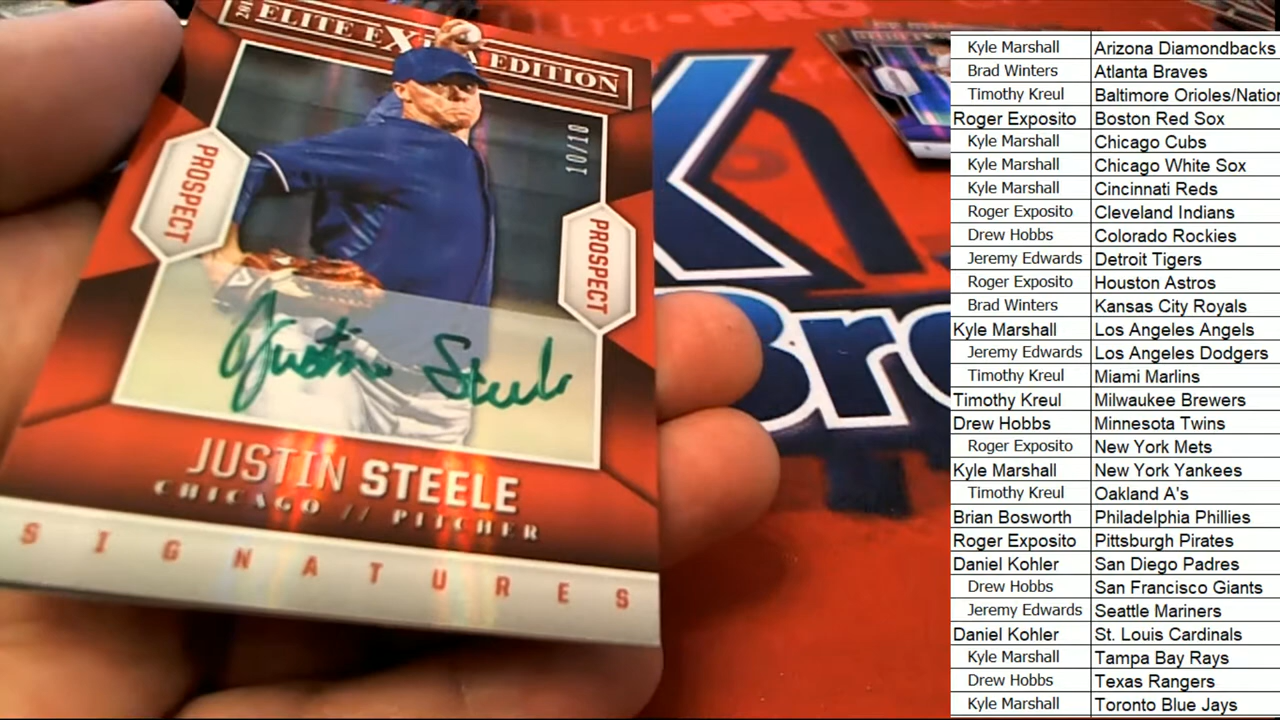 201
ELITE EXTRA EDITION
10/10
PROSPECT
PROSPECT
Justin Steele
JUSTIN STEELE
CHICAGO // PITCHER
SIGNATURES
PRO
Bre
Kyle Marshall Arizona Diamondbacks
Brad Winters Atlanta Braves
Timothy Kreul Baltimore Orioles/Nation
Roger Exposito Boston Red Sox
Kyle Marshall Chicago Cubs
Kyle Marshall Chicago White Sox
Kyle Marshall Cincinnati Reds
Roger Exposito Cleveland Indians
Drew Hobbs Colorado Rockies
Jeremy Edwards Detroit Tigers
Roger Exposito Houston Astros
Brad Winters Kansas City Royals
Kyle Marshall Los Angeles Angels
Jeremy Edwards Los Angeles Dodgers
Timothy Kreul Miami Marlins
Timothy Kreul Milwaukee Brewers
Drew Hobbs Minnesota Twins
Roger Exposito New York Mets
Kyle Marshall New York Yankees
Timothy Kreul Oakland A's
Brian Bosworth Philadelphia Phillies
Roger Exposito Pittsburgh Pirates
Daniel Kohler San Diego Padres
Drew Hobbs San Francisco Giants
Jeremy Edwards Seattle Mariners
Daniel Kohler St. Louis Cardinals
Kyle Marshall Tampa Bay Rays
Drew Hobbs Texas Rangers
Kyle Marshall Toronto Blue Jays